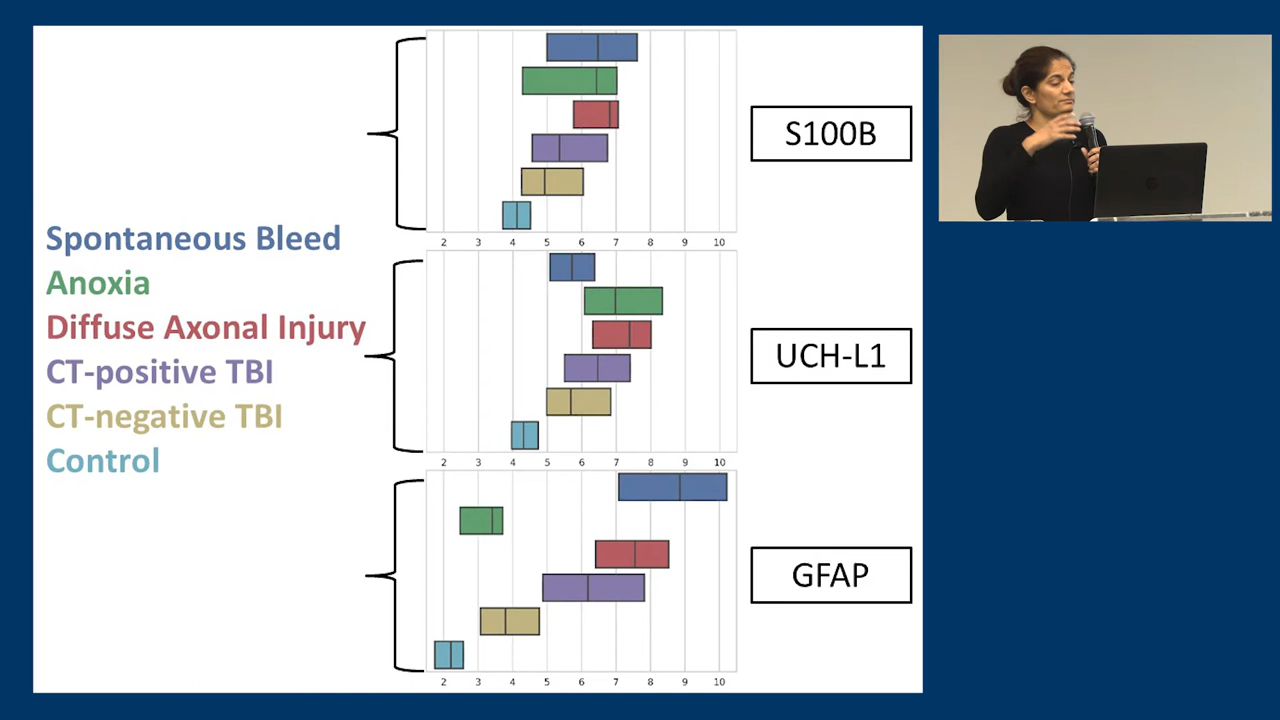 S100B
2 3 4 5 6 7 8 9 10
Spontaneous Bleed
Anoxia
Diffuse Axonal Injury
CT-positive TBI
CT-negative TBI
Control
UCH-L1
2 3 4 5 6 7 8 9 10
GFAP
2 3 4 5 6 7 8 9 10